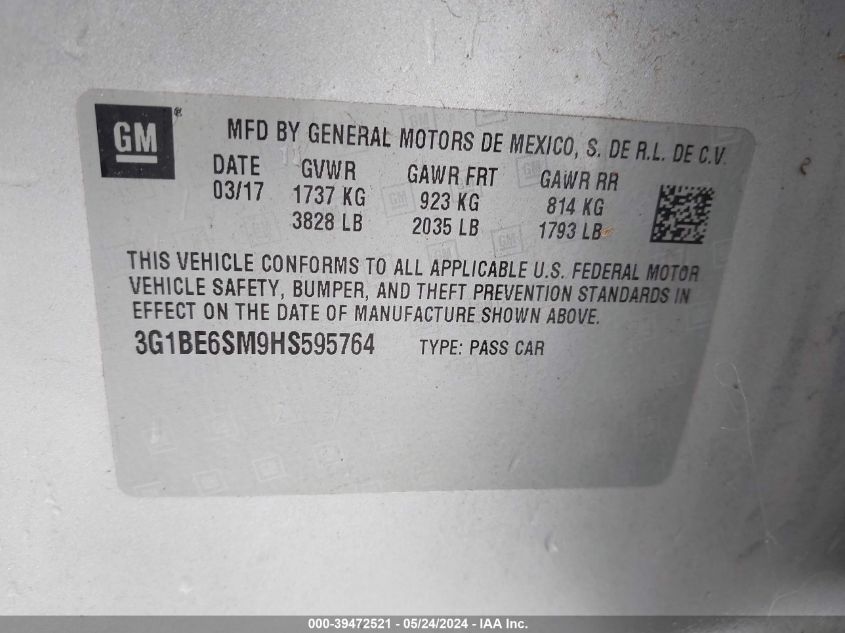 GM®
MFD BY GENERAL MOTORS DE MEXICO, S. DE R.L. DE C.V.
DATE GVWR GAWR FRT GAWR RR
03/17 1737 KG 923 KG 814 KG
3828 LB 2035 LB 1793 LB
THIS VEHICLE CONFORMS TO ALL APPLICABLE U.S. FEDERAL MOTOR
VEHICLE SAFETY, BUMPER, AND THEFT PREVENTION STANDARDS IN
EFFECT ON THE DATE OF MANUFACTURE SHOWN ABOVE.
3G1BE6SM9HS595764 TYPE: PASS CAR
000-39472521 - 05/24/2024 - IAA Inc.